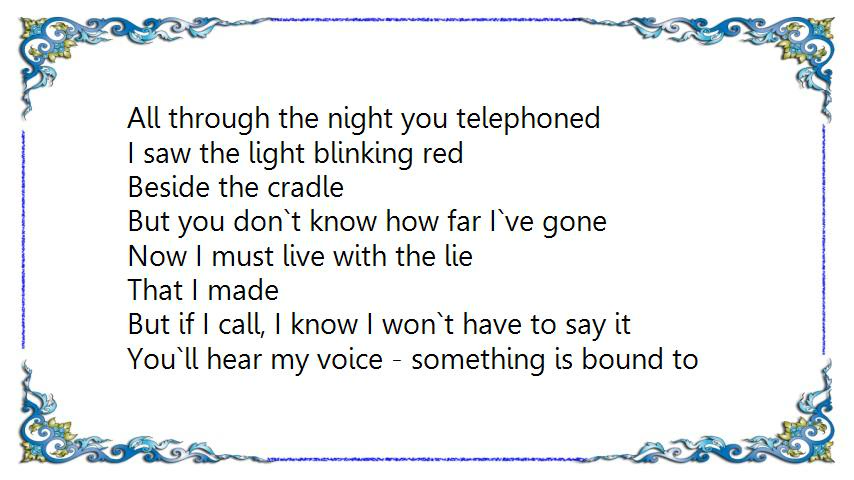 All through the night you telephoned
I saw the light blinking red
Beside the cradle
But you don`t know how far I`ve gone
Now I must live with the lie
That I made
But if I call, I know I won`t have to say it
You`ll hear my voice - something is bound to